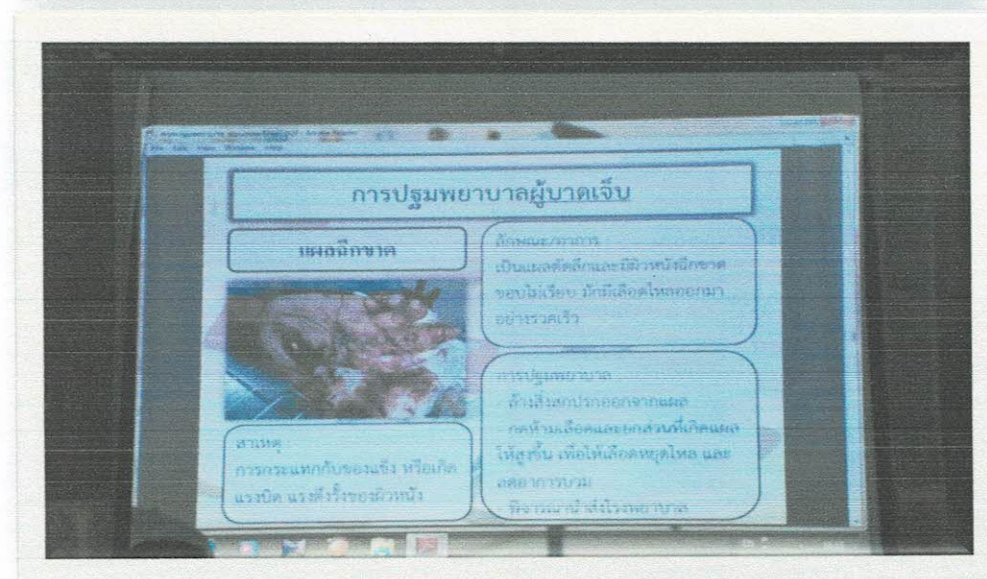 File Edit View Window Help
การปฐมพยาบาลผู้บาดเจ็บ
แผลฉีกขาด
สาเหตุ
การกระแทกกับของแข็ง หรือเกิด
แรงบิด แรงดึงรั้งของผิวหนัง
ลักษณะ/อาการ
เป็นแผลตัดลึกและมีผิวหนังฉีกขาด
ขอบไม่เรียบ มักมีเลือดไหลออกมา
อย่างรวดเร็ว
การปฐมพยาบาล
- ล้างสิ่งสกปรกออกจากแผล
- กดห้ามเลือดและยกส่วนที่เกิดแผล
ให้สูงขึ้น เพื่อให้เลือดหยุดไหล และ
ลดอาการบวม
- พิจารณานำส่งโรงพยาบาล